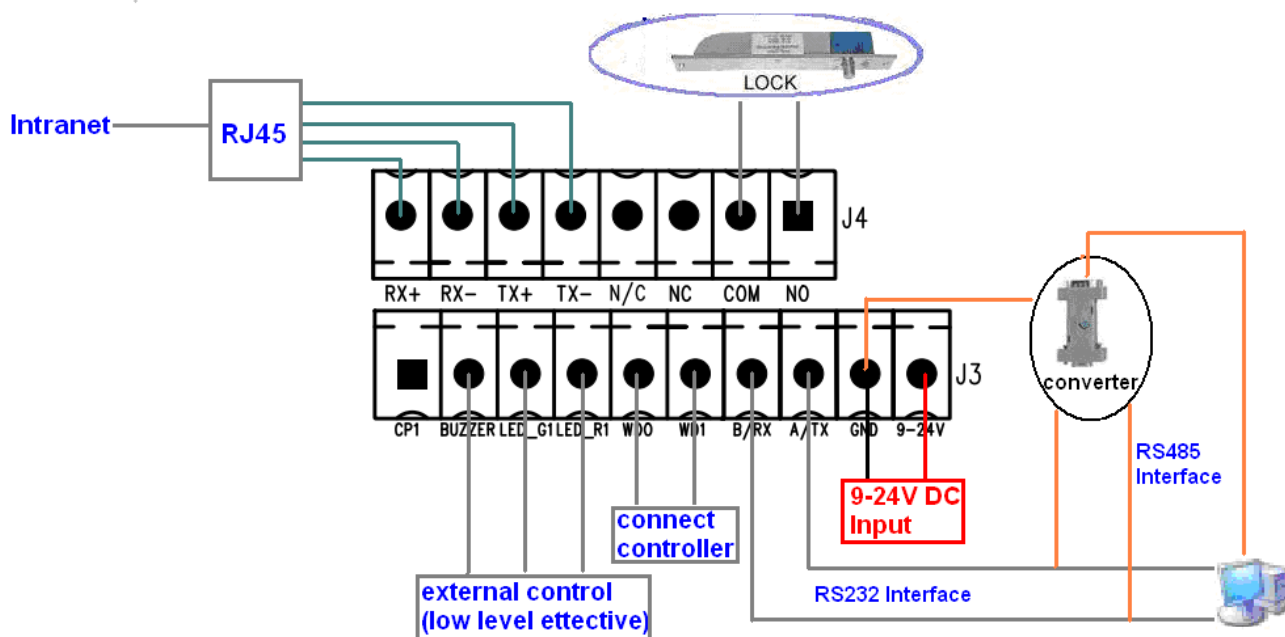 LOCK
Intranet
RJ45
J4
RX+ RX- TX+ TX- N/C NC COM NO
J3
converter
CP1 BUZZER LED_G1 LED_R1 WD0 WD1 B/RX A/TX GND 9-24V
RS485
Interface
9-24V DC
Input
connect
controller
external control
(low level ettective)
RS232 Interface